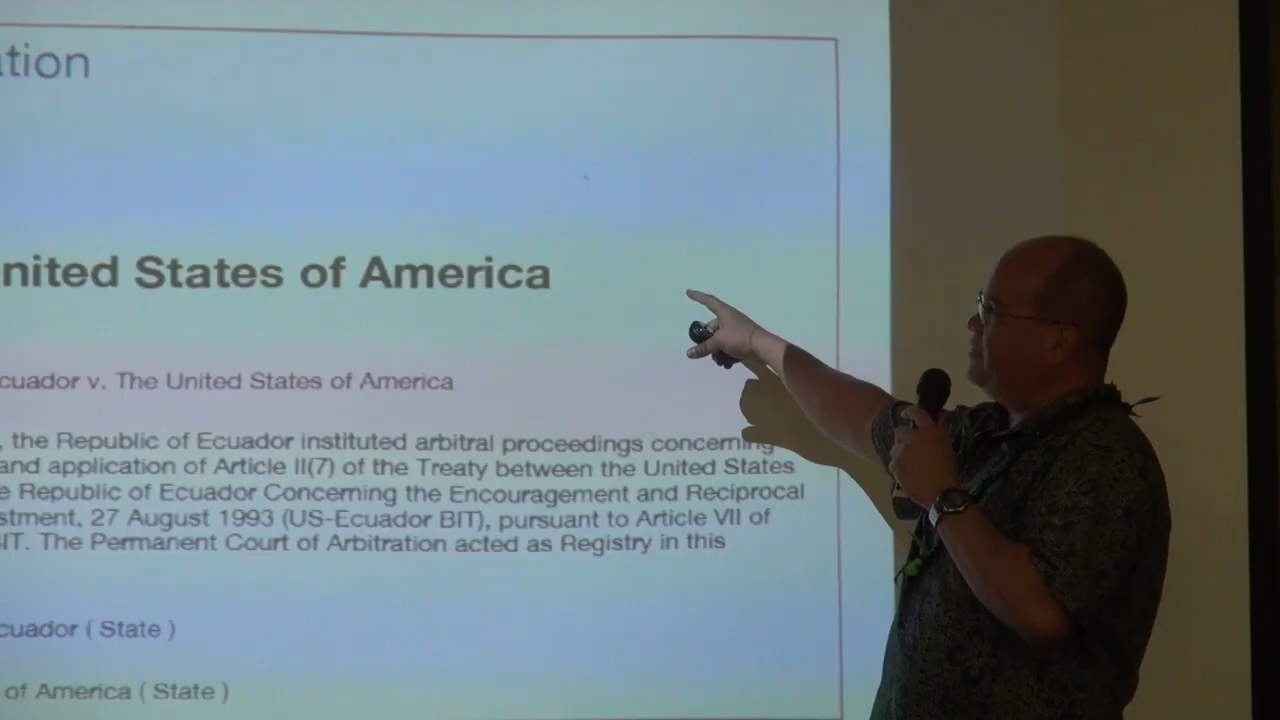 ation
nited States of America
cuador v. The United States of America
, the Republic of Ecuador instituted arbitral proceedings concerning
and application of Article II(7) of the Treaty between the United States
e Republic of Ecuador Concerning the Encouragement and Reciprocal
stment, 27 August 1993 (US-Ecuador BIT), pursuant to Article VII of
BIT. The Permanent Court of Arbitration acted as Registry in this
cuador ( State )
of America ( State )